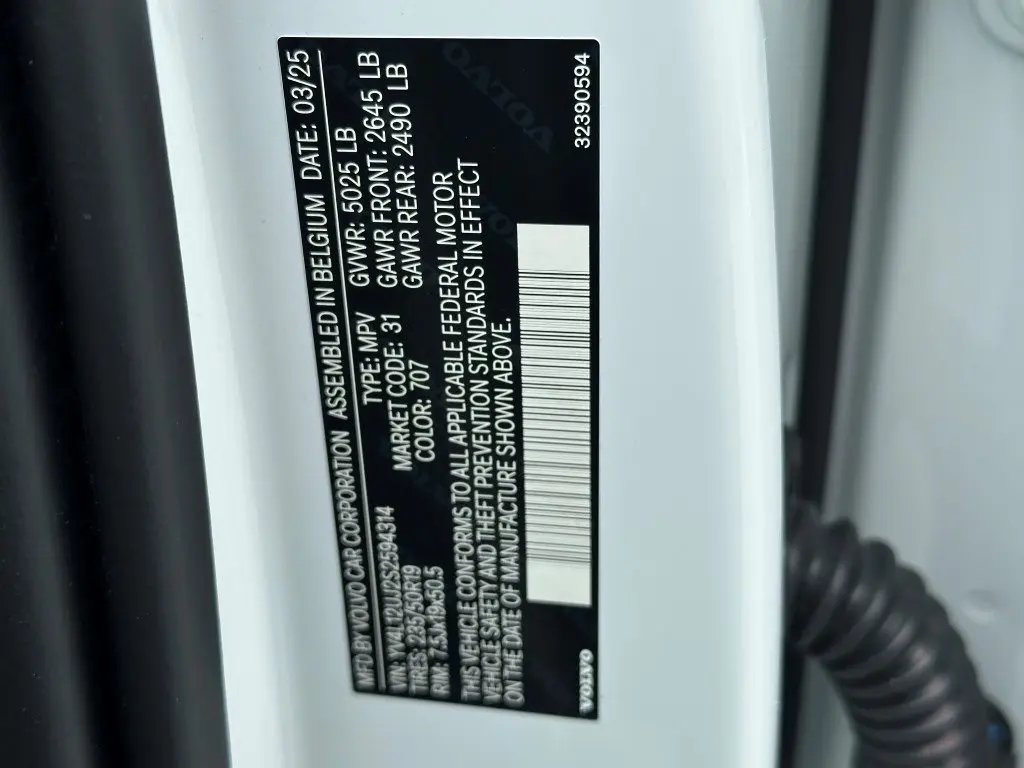 MFD BY VOLVO CAR CORPORATION ASSEMBLED IN BELGIUM DATE: 03/25
VIN: YV4L12UU2S2594314 TYPE: MPV GVWR: 5025 LB
TIRES: 235/50R19 MARKET CODE: 31 GAWR FRONT: 2645 LB
RIM: 7.5Jx19x50.5 COLOR: 707 GAWR REAR: 2490 LB
THIS VEHICLE CONFORMS TO ALL APPLICABLE FEDERAL MOTOR
VEHICLE SAFETY AND THEFT PREVENTION STANDARDS IN EFFECT
ON THE DATE OF MANUFACTURE SHOWN ABOVE.
VOLVO 32390594